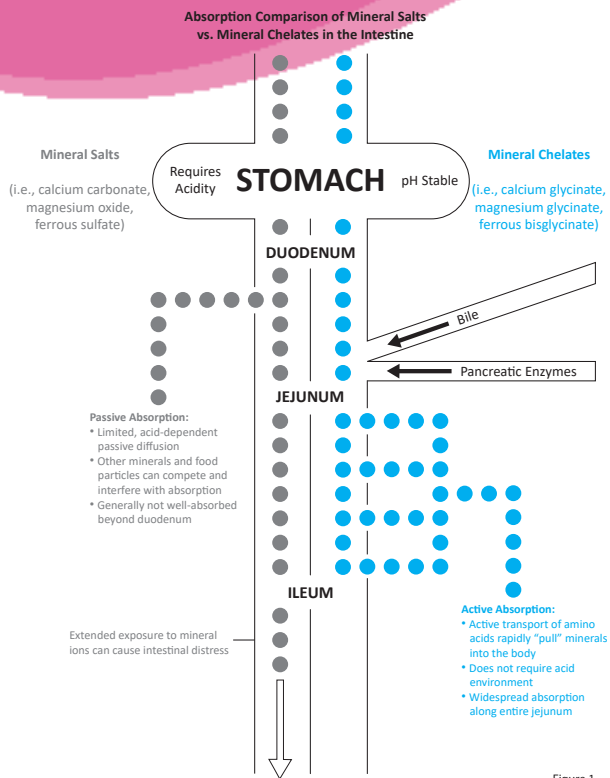 Absorption Comparison of Mineral Salts
vs. Mineral Chelates in the Intestine
Mineral Salts
(i.e., calcium carbonate,
magnesium oxide,
ferrous sulfate)
Requires
Acidity
STOMACH
pH Stable
Mineral Chelates
(i.e., calcium glycinate,
magnesium glycinate,
ferrous bisglycinate)
DUODENUM
Bile
Pancreatic Enzymes
JEJUNUM
Passive Absorption:
• Limited, acid-dependent
passive diffusion
• Other minerals and food
particles can compete and
interfere with absorption
• Generally not well-absorbed
beyond duodenum
ILEUM
Extended exposure to mineral
ions can cause intestinal distress
Active Absorption:
• Active transport of amino
acids rapidly “pull” minerals
into the body
• Does not require acid
environment
• Widespread absorption
along entire jejunum
Figure 1